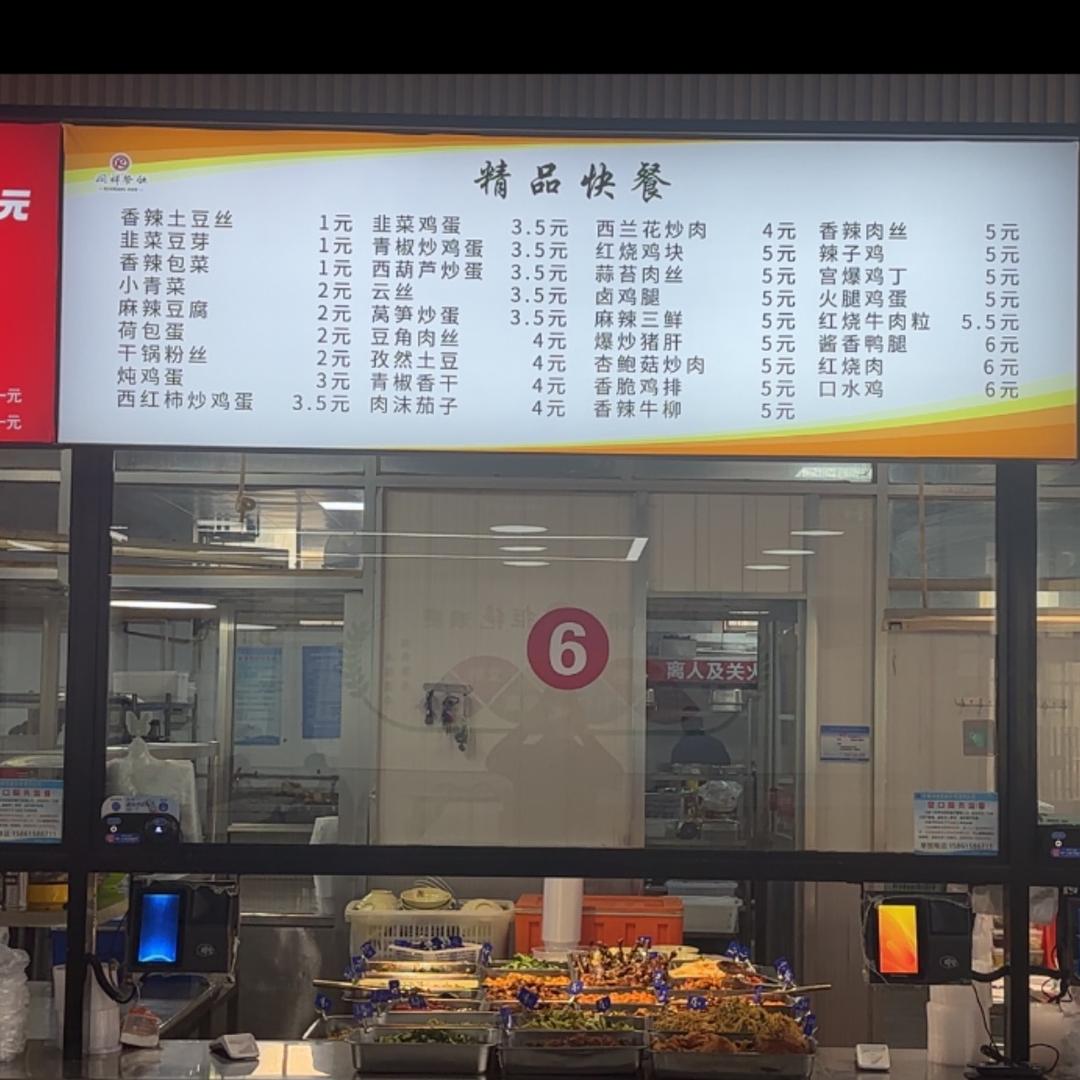 精品快餐
同祥餐饮
元
一元
一元
香辣土豆丝 1元
韭菜豆芽 1元
香辣包菜 1元
小青菜 2元
麻辣豆腐 2元
荷包蛋 2元
干锅粉丝 2元
炖鸡蛋 3元
西红柿炒鸡蛋 3.5元
韭菜鸡蛋 3.5元
青椒炒鸡蛋 3.5元
西葫芦炒蛋 3.5元
云丝 3.5元
莴笋炒蛋 3.5元
豆角肉丝 4元
孜然土豆 4元
青椒香干 4元
肉沫茄子 4元
西兰花炒肉 4元
红烧鸡块 5元
蒜苔肉丝 5元
卤鸡腿 5元
麻辣三鲜 5元
爆炒猪肝 5元
杏鲍菇炒肉 5元
香脆鸡排 5元
香辣牛柳 5元
香辣肉丝 5元
辣子鸡 5元
宫爆鸡丁 5元
火腿鸡蛋 5元
红烧牛肉粒 5.5元
酱香鸭腿 6元
红烧肉 6元
口水鸡 6元
6
离人及关火